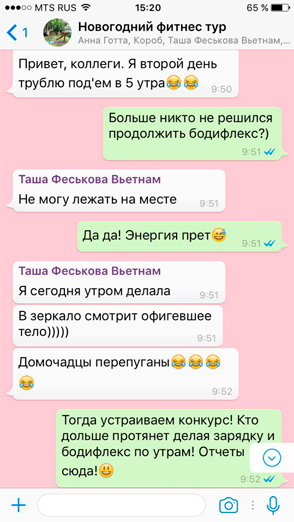 MTS RUS 15:20 65 %
1 Новогодний фитнес тур
Анна Готта, Короб, Таша Феськова Вьетнам,...
Привет, коллеги. Я второй день
трублю под'ем в 5 утра😂😂
9:50
Больше никто не решился
продолжить бодифлекс?)
9:51
Таша Феськова Вьетнам
Не могу лежать на месте
9:51
Да да! Энергия прет😅
9:51
Таша Феськова Вьетнам
Я сегодня утром делала
9:51
В зеркало смотрит офигевшее
тело)))))
9:51
Домочадцы перепуганы😂😂😂
😂
9:52
Тогда устраиваем конкурс! Кто
дольше протянет делая зарядку и
бодифлекс по утрам! Отчеты
сюда!😃
9:52